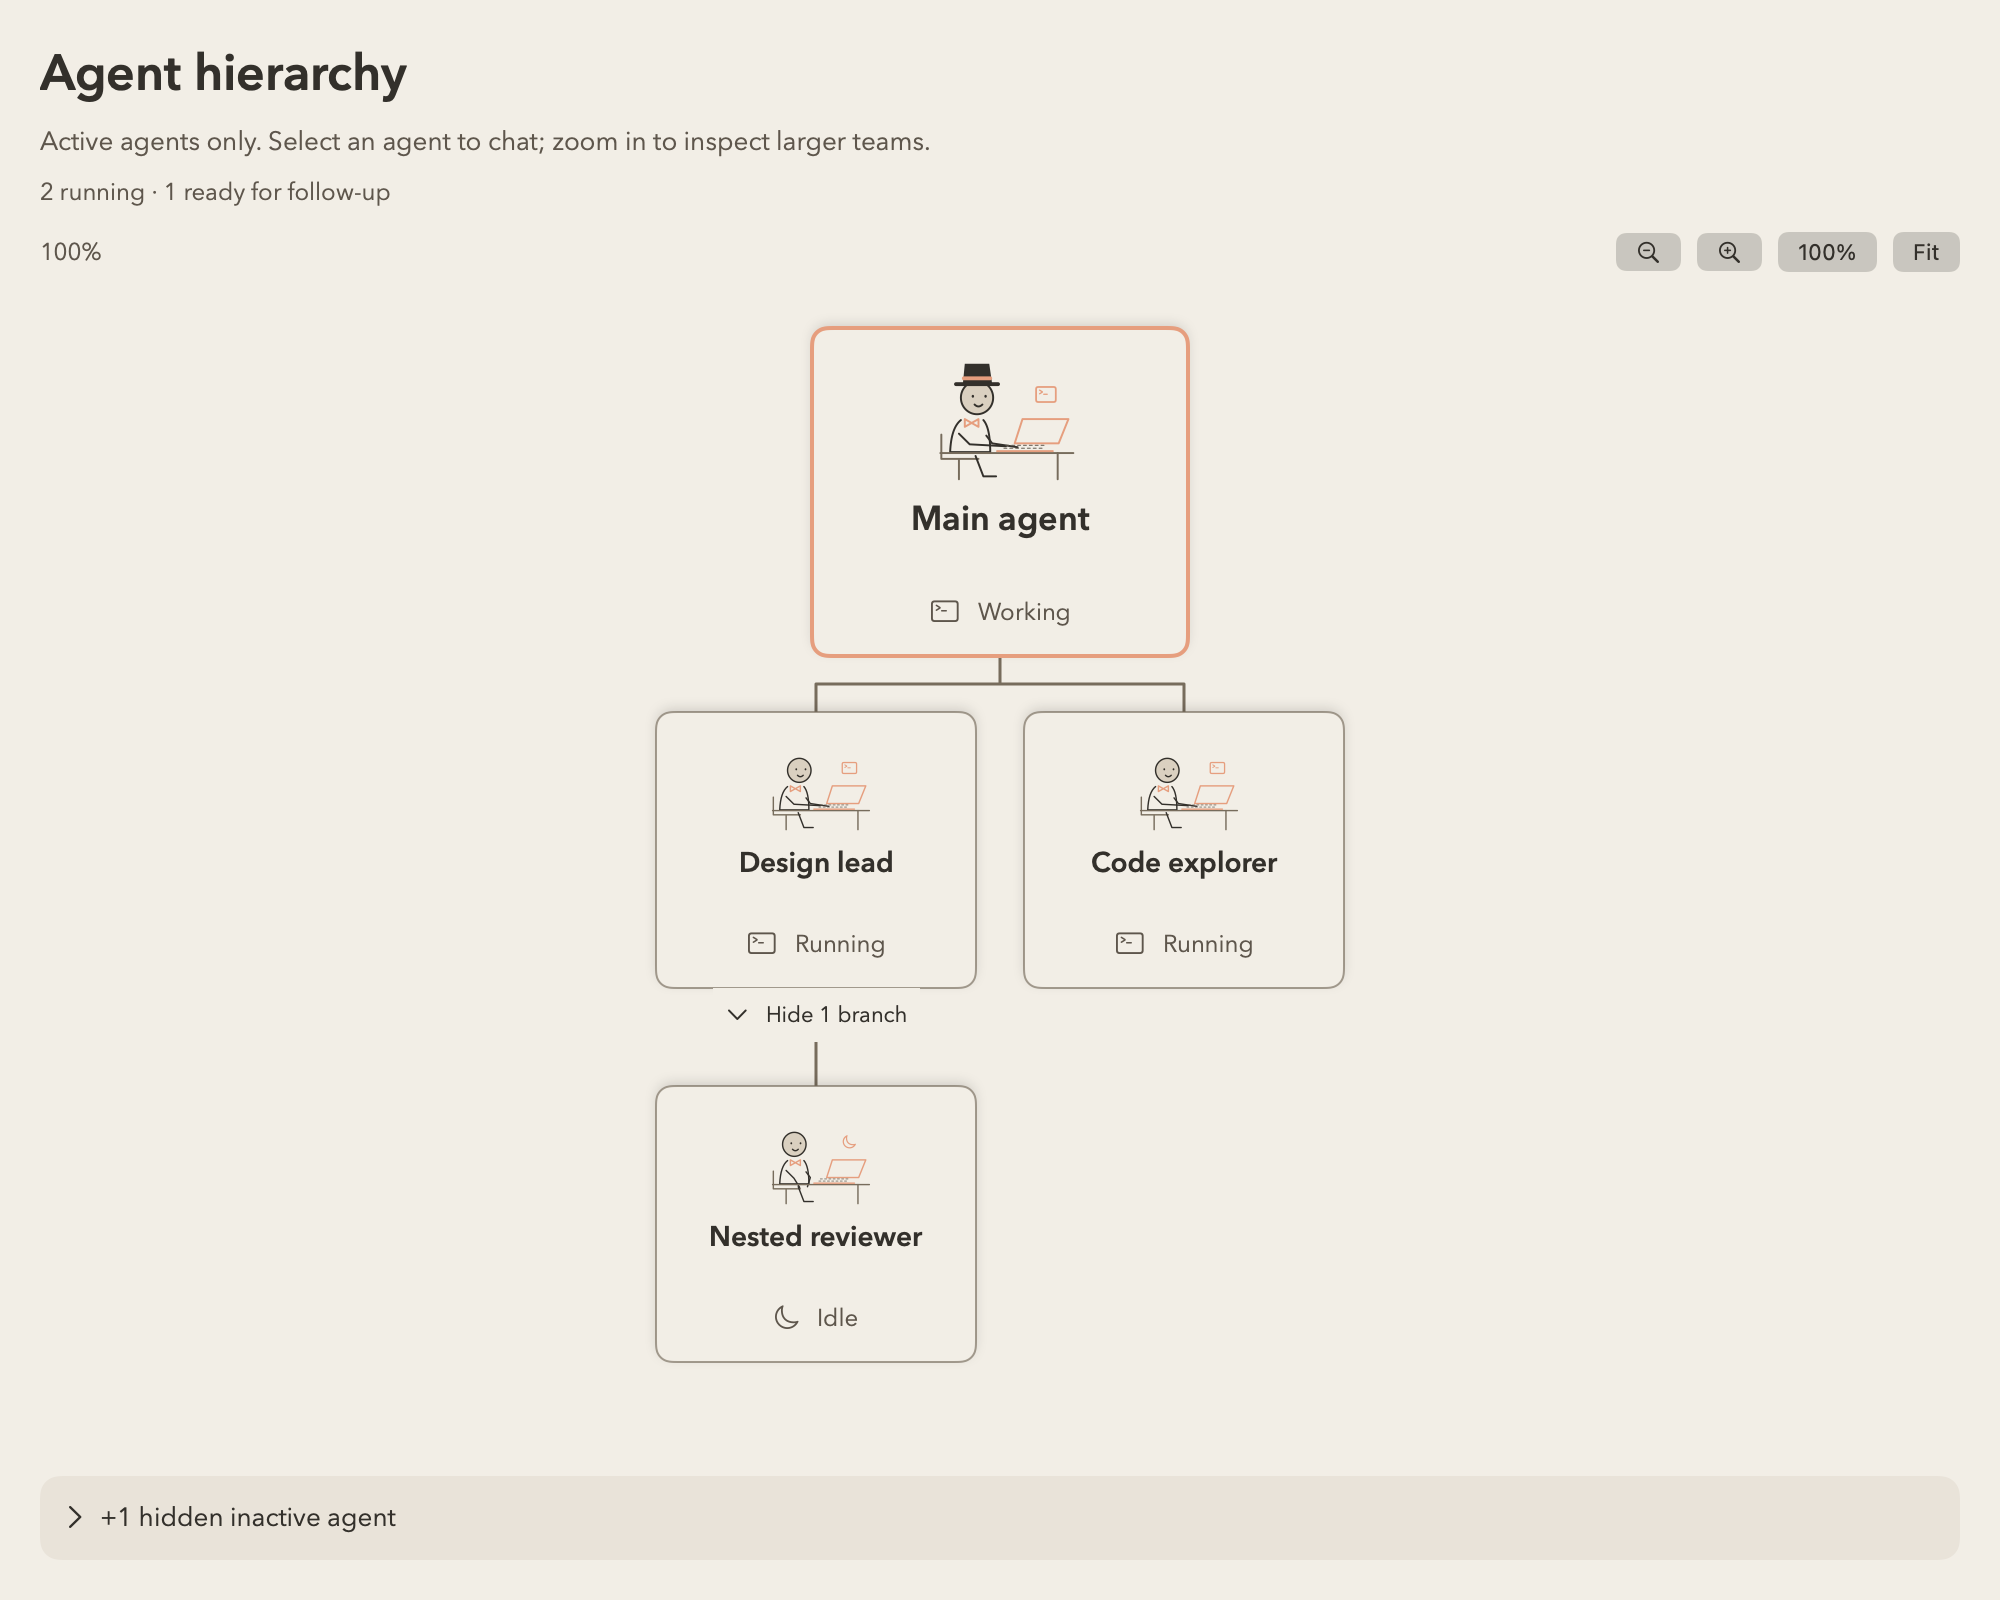 Agent hierarchy
Active agents only. Select an agent to chat; zoom in to inspect larger teams.
2 running · 1 ready for follow-up
100%
100%
Fit
Main agent
Working
Design lead
Code explorer
Running
Running
Hide 1 branch
Nested reviewer
Idle
+1 hidden inactive agent